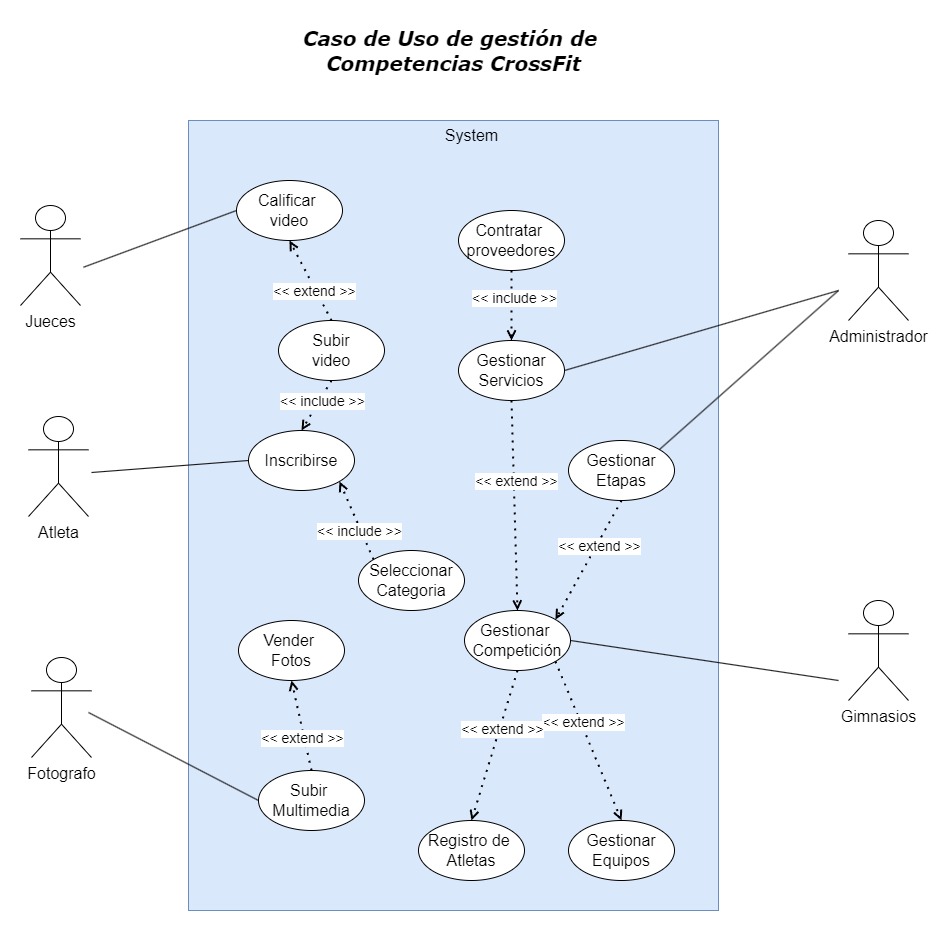 Caso de Uso de gestión de
Competencias CrossFit
System
Calificar
video
Contratar
proveedores
<< extend >>
<< include >>
Jueces
Administrador
Subir
video
Gestionar
Servicios
<< include >>
Inscribirse
Gestionar
Etapas
<< extend >>
Atleta
<< include >>
<< extend >>
Seleccionar
Categoria
Vender
Fotos
Gestionar
Competición
Gimnasios
<< extend >>
<< extend >>
<< extend >>
Fotografo
Subir
Multimedia
Registro de
Atletas
Gestionar
Equipos